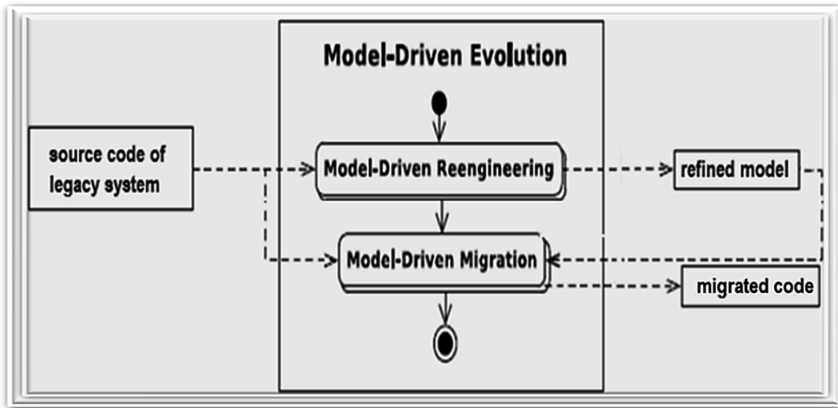 Model-Driven Evolution
source code of
legacy system
Model-Driven Reengineering
refined model
Model-Driven Migration
migrated code